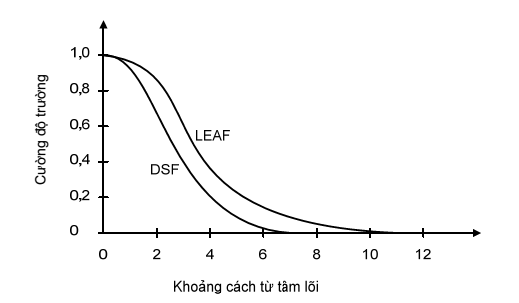 Cường độ trường
1,0
0,8
0,6
0,4
0,2
0
LEAF
DSF
0 2 4 6 8 10 12
Khoảng cách từ tâm lõi